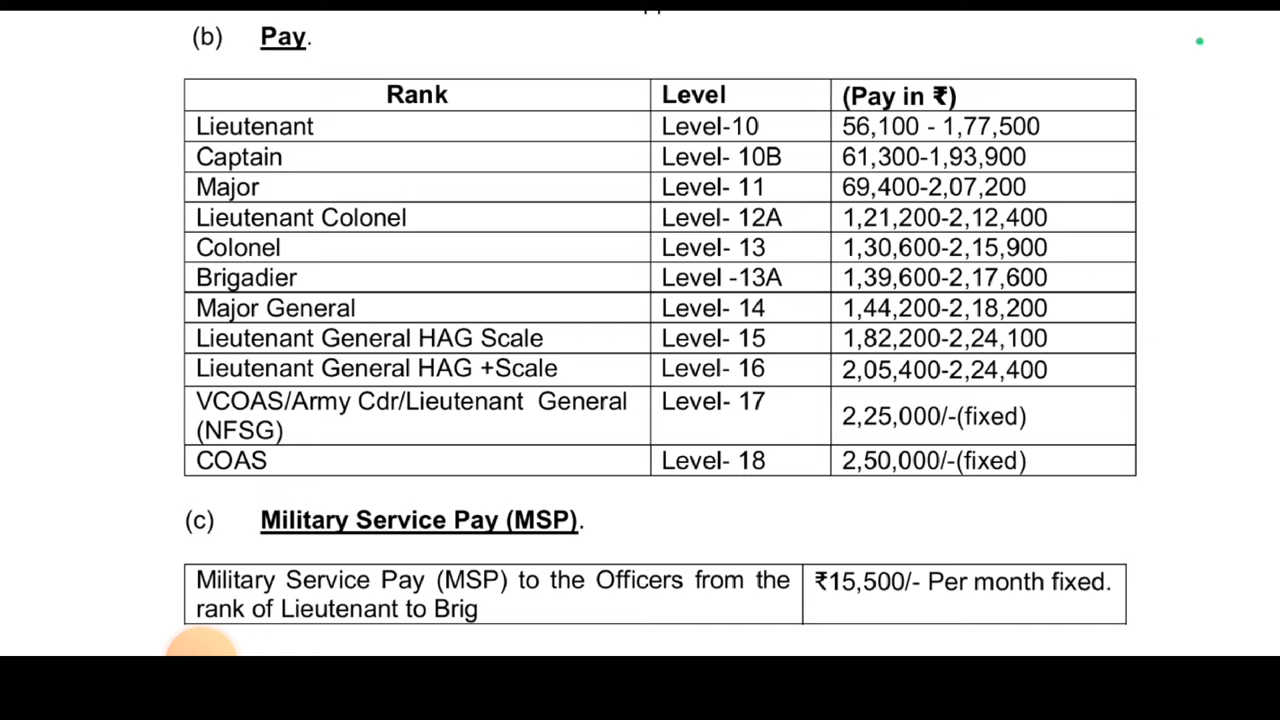 (b) Pay.
Rank Level (Pay in ₹)
Lieutenant Level-10 56,100 - 1,77,500
Captain Level- 10B 61,300-1,93,900
Major Level- 11 69,400-2,07,200
Lieutenant Colonel Level- 12A 1,21,200-2,12,400
Colonel Level- 13 1,30,600-2,15,900
Brigadier Level -13A 1,39,600-2,17,600
Major General Level- 14 1,44,200-2,18,200
Lieutenant General HAG Scale Level- 15 1,82,200-2,24,100
Lieutenant General HAG +Scale Level- 16 2,05,400-2,24,400
VCOAS/Army Cdr/Lieutenant General Level- 17 2,25,000/-(fixed)
(NFSG)
COAS Level- 18 2,50,000/-(fixed)
(c) Military Service Pay (MSP).
Military Service Pay (MSP) to the Officers from the ₹15,500/- Per month fixed.
rank of Lieutenant to Brig